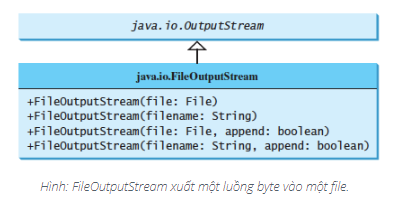 java.io.OutputStream
java.io.FileOutputStream
+FileOutputStream(file: File)
+FileOutputStream(filename: String)
+FileOutputStream(file: File, append: boolean)
+FileOutputStream(filename: String, append: boolean)
Hình: FileOutputStream xuất một luồng byte vào một file.